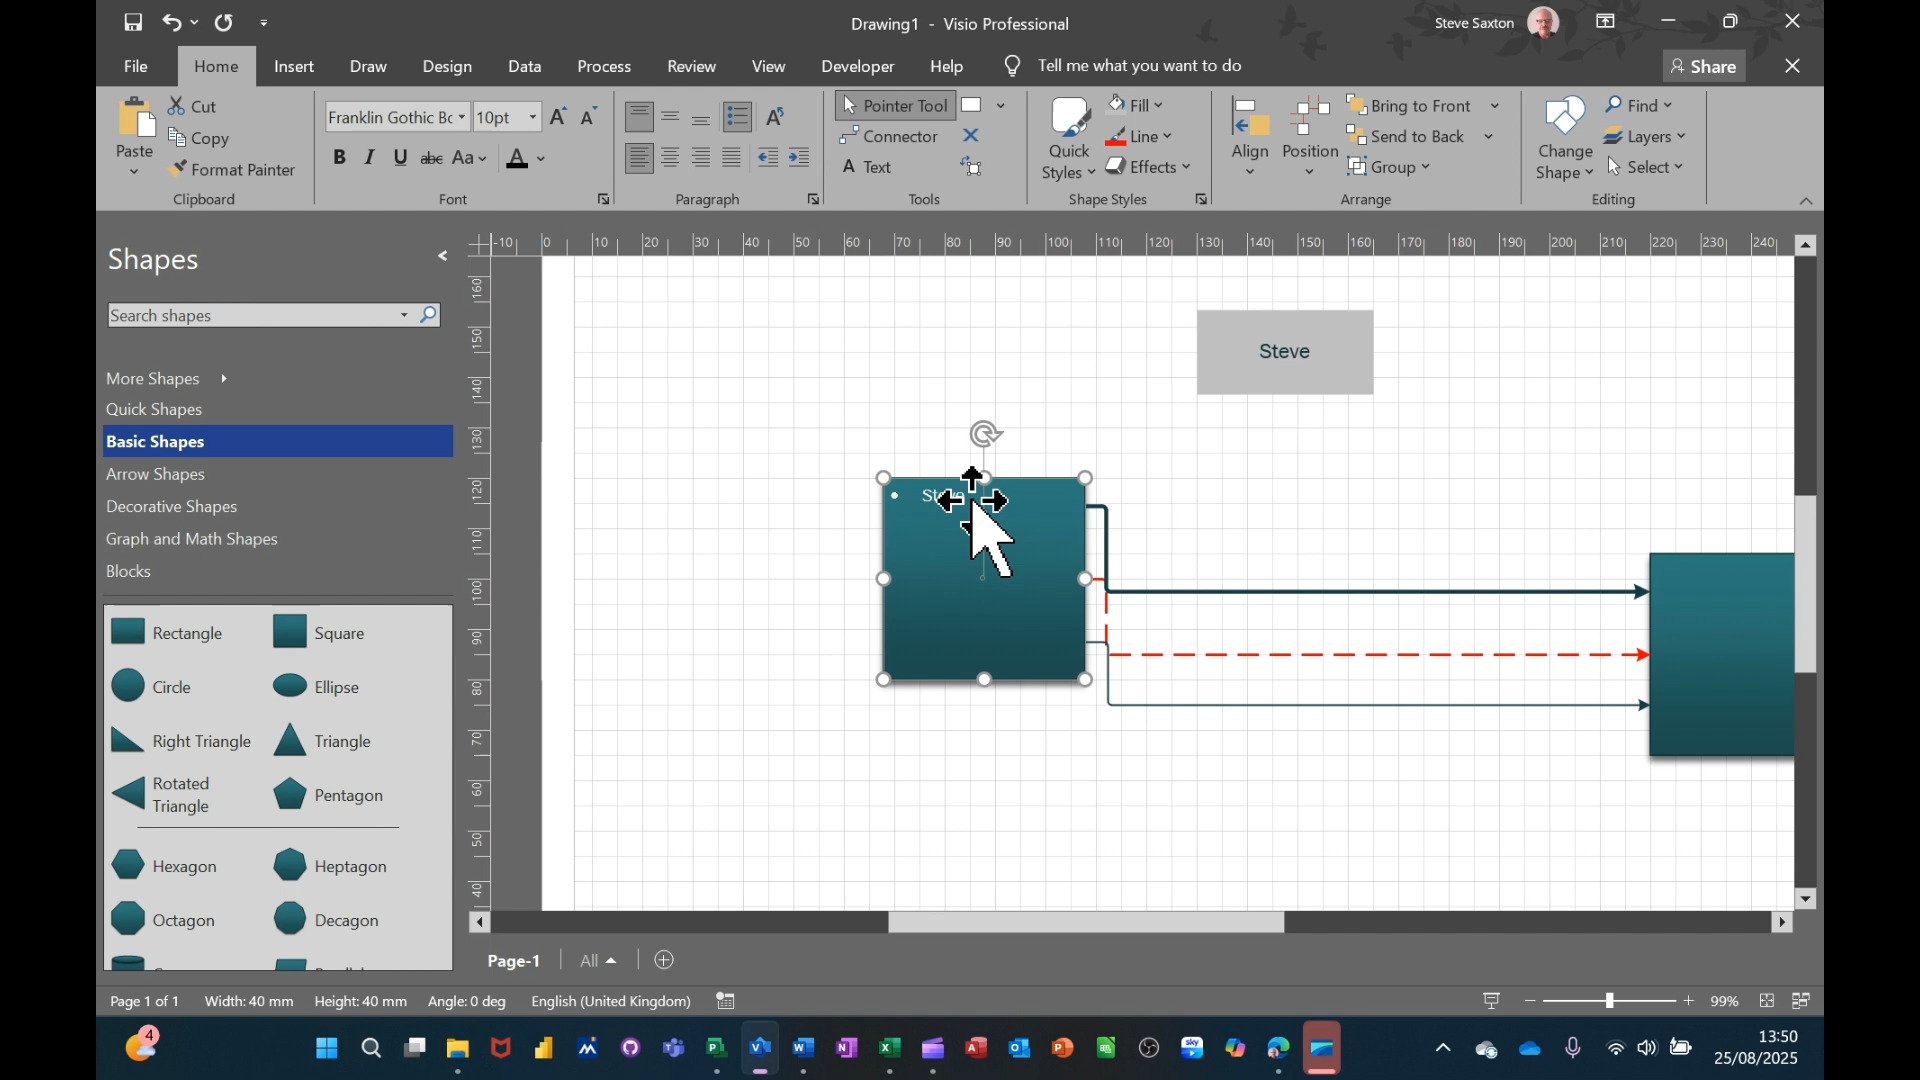 Drawing1 - Visio Professional
Steve Saxton
File Home Insert Draw Design Data Process Review View Developer Help Tell me what you want to do
Share
Paste
Cut
Copy
Format Painter
Clipboard
Franklin Gothic Bc 10pt
B I U abc Aa A
Font
Paragraph
Pointer Tool
Connector
A Text
Tools
Quick Styles
Fill
Line
Effects
Shape Styles
Align
Position
Bring to Front
Send to Back
Group
Arrange
Change Shape
Find
Layers
Select
Editing
Shapes
Search shapes
More Shapes
Quick Shapes
Basic Shapes
Arrow Shapes
Decorative Shapes
Graph and Math Shapes
Blocks
Rectangle
Square
Circle
Ellipse
Right Triangle
Triangle
Rotated Triangle
Pentagon
Hexagon
Heptagon
Octagon
Decagon
-10 0 10 20 30 40 50 60 70 80 90 100 110 120 130 140 150 160 170 180 190 200 210 220 230 240
160
150
140
130
120
110
100
90
80
70
60
50
40
Steve
Page-1
All
Page 1 of 1 Width: 40 mm Height: 40 mm Angle: 0 deg English (United Kingdom)
99%
4
sky
13:50
25/08/2025